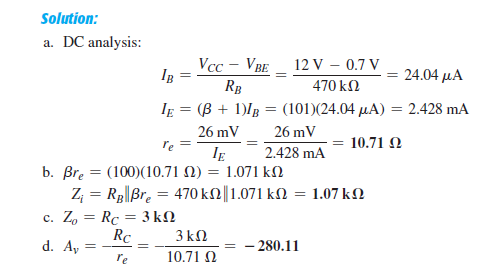 Solution:
a. DC analysis:
I_B = (V_CC − V_BE)/R_B = (12 V − 0.7 V)/(470 kΩ) = 24.04 μA
I_E = (β + 1)I_B = (101)(24.04 μA) = 2.428 mA
r_e = (26 mV)/I_E = (26 mV)/(2.428 mA) = 10.71 Ω
b. βr_e = (100)(10.71 Ω) = 1.071 kΩ
Z_i = R_B‖βr_e = 470 kΩ‖1.071 kΩ = 1.07 kΩ
c. Z_o = R_C = 3 kΩ
d. A_v = −R_C/r_e = −(3 kΩ)/(10.71 Ω) = −280.11